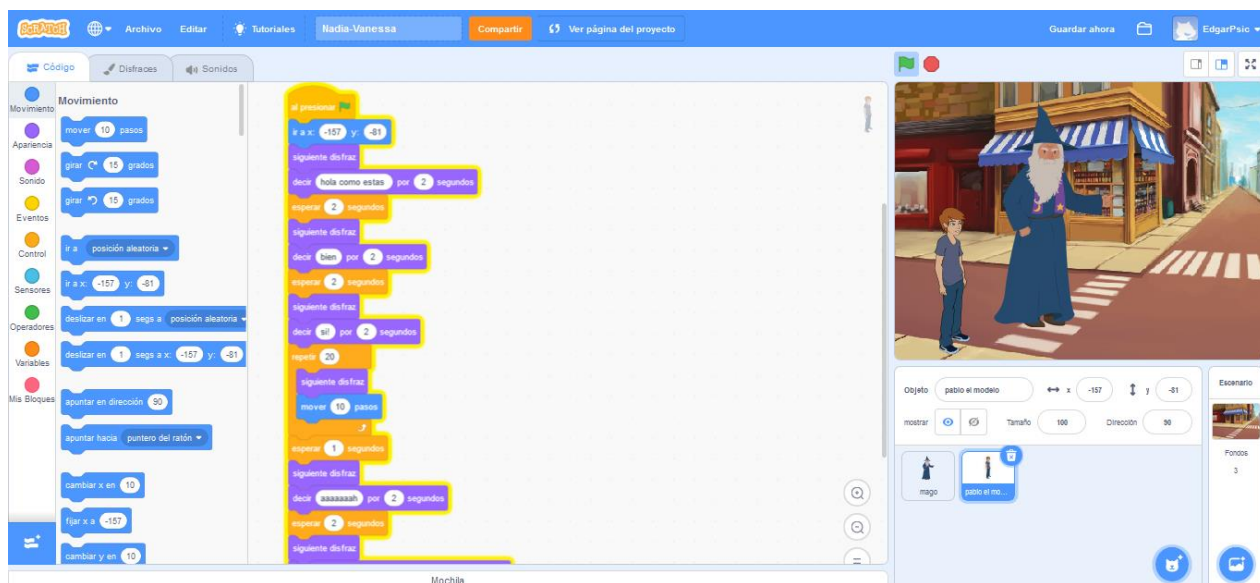 SCRATCH
Archivo
Editar
Tutoriales
Nadia-Vanessa
Compartir
Ver página del proyecto
Guardar ahora
EdgarPsic
Código
Disfraces
Sonidos
Movimiento
Apariencia
Sonido
Eventos
Control
Sensores
Operadores
Variables
Mis Bloques
Movimiento
mover 10 pasos
girar 15 grados
girar 15 grados
ir a posición aleatoria
ir a x: -157 y: -81
deslizar en 1 segs a posición aleatoria
deslizar en 1 segs a x: -157 y: -81
apuntar en dirección 90
apuntar hacia puntero del ratón
cambiar x en 10
fijar x a -157
cambiar y en 10
al presionar
ir a x: -157 y: -81
siguiente disfraz
decir hola como estas por 2 segundos
esperar 2 segundos
siguiente disfraz
decir bien por 2 segundos
esperar 2 segundos
siguiente disfraz
decir si! por 2 segundos
repetir 20
siguiente disfraz
mover 10 pasos
esperar 1 segundos
siguiente disfraz
decir aaaaaaah por 2 segundos
esperar 2 segundos
siguiente disfraz
Objeto
pablo el modelo
x -157
y -81
mostrar
Tamaño 100
Dirección 90
mago
pablo el mo...
Escenario
Fondos
3
Mochila